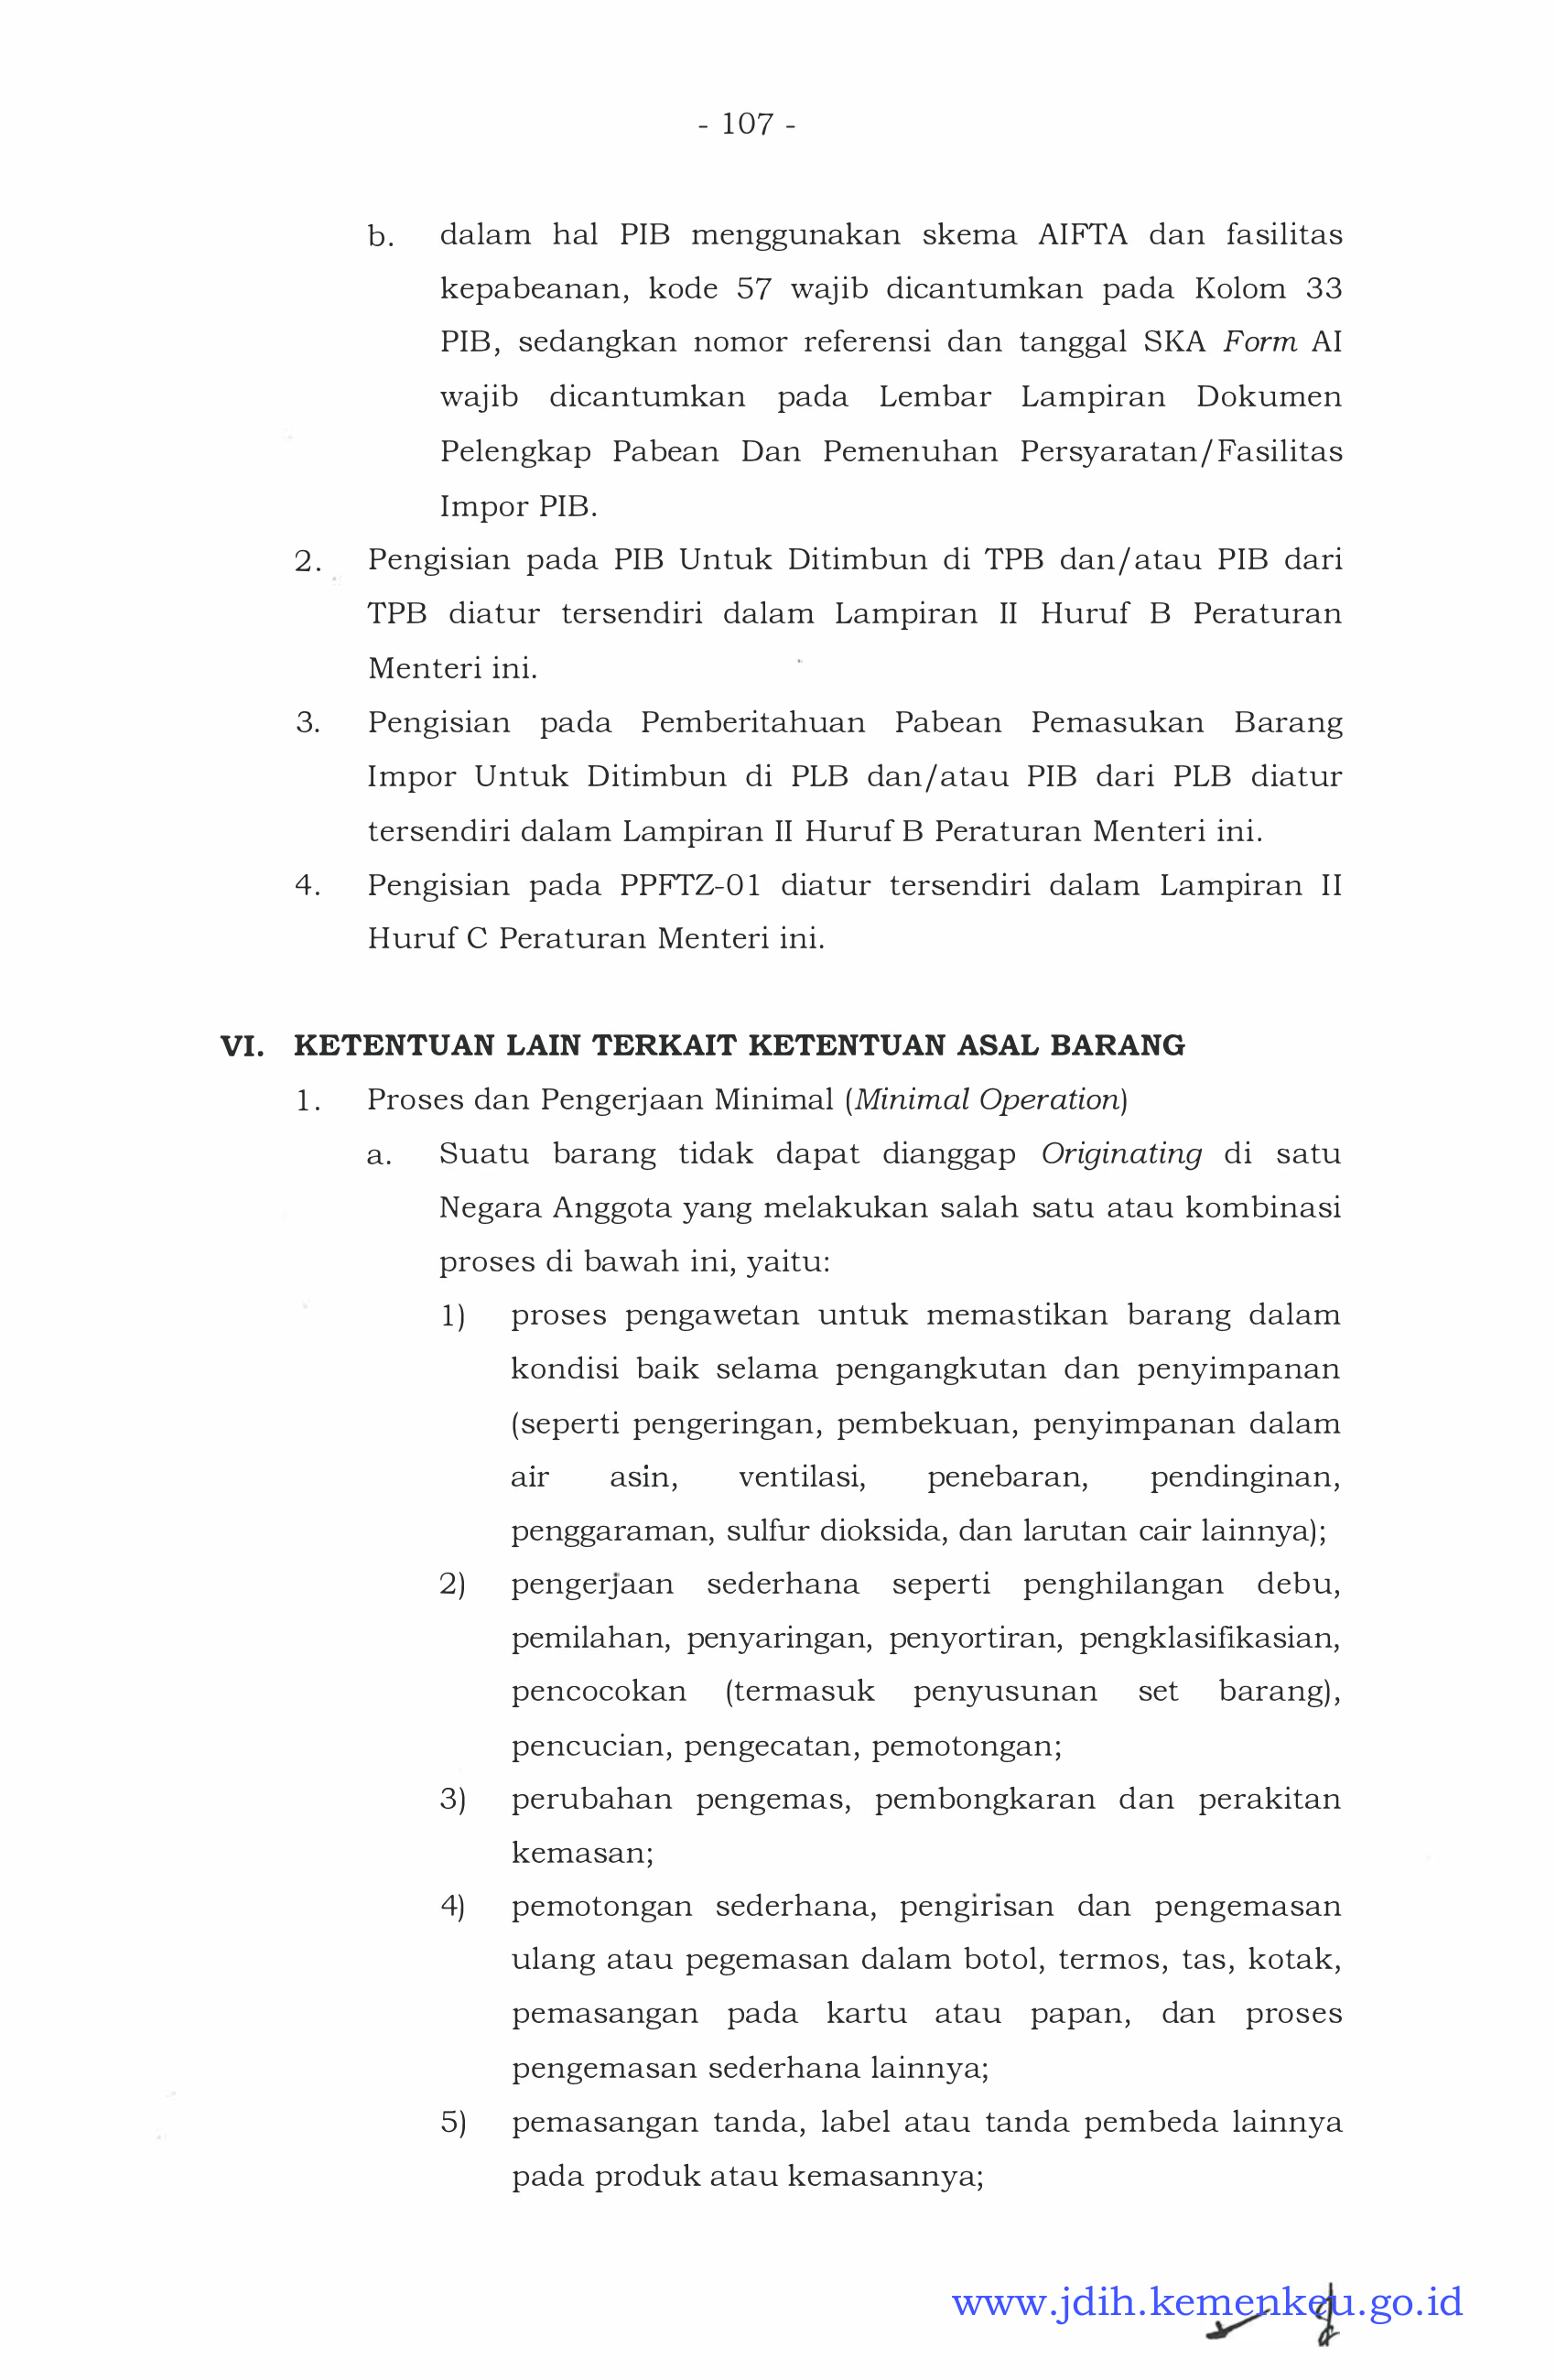 - 107 -
b. dalam hal PIB menggunakan skema AIFTA dan fasilitas
kepabeanan, kode 57 wajib dicantumkan pada Kolom 33
PIB, sedangkan nomor referensi dan tanggal SKA Form AI
wajib dicantumkan pada Lembar Lampiran Dokumen
Pelengkap Pabean Dan Pemenuhan Persyaratan/Fasilitas
Impor PIB.
2. Pengisian pada PIB Untuk Ditimbun di TPB dan/atau PIB dari
TPB diatur tersendiri dalam Lampiran II Huruf B Peraturan
Menteri ini.
3. Pengisian pada Pemberitahuan Pabean Pemasukan Barang
Impor Untuk Ditimbun di PLB dan/atau PIB dari PLB diatur
tersendiri dalam Lampiran II Huruf B Peraturan Menteri ini.
4. Pengisian pada PPFTZ-01 diatur tersendiri dalam Lampiran II
Huruf C Peraturan Menteri ini.
VI. KETENTUAN LAIN TERKAIT KETENTUAN ASAL BARANG
1. Proses dan Pengerjaan Minimal (Minimal Operation)
a. Suatu barang tidak dapat dianggap Originating di satu
Negara Anggota yang melakukan salah satu atau kombinasi
proses di bawah ini, yaitu:
1) proses pengawetan untuk memastikan barang dalam
kondisi baik selama pengangkutan dan penyimpanan
(seperti pengeringan, pembekuan, penyimpanan dalam
air asin, ventilasi, penebaran, pendinginan,
penggaraman, sulfur dioksida, dan larutan cair lainnya);
2) pengerjaan sederhana seperti penghilangan debu,
pemilahan, penyaringan, penyortiran, pengklasifikasian,
pencocokan (termasuk penyusunan set barang),
pencucian, pengecatan, pemotongan;
3) perubahan pengemas, pembongkaran dan perakitan
kemasan;
4) pemotongan sederhana, pengirisan dan pengemasan
ulang atau pegemasan dalam botol, termos, tas, kotak,
pemasangan pada kartu atau papan, dan proses
pengemasan sederhana lainnya;
5) pemasangan tanda, label atau tanda pembeda lainnya
pada produk atau kemasannya;
www.jdih.kemenkeu.go.id